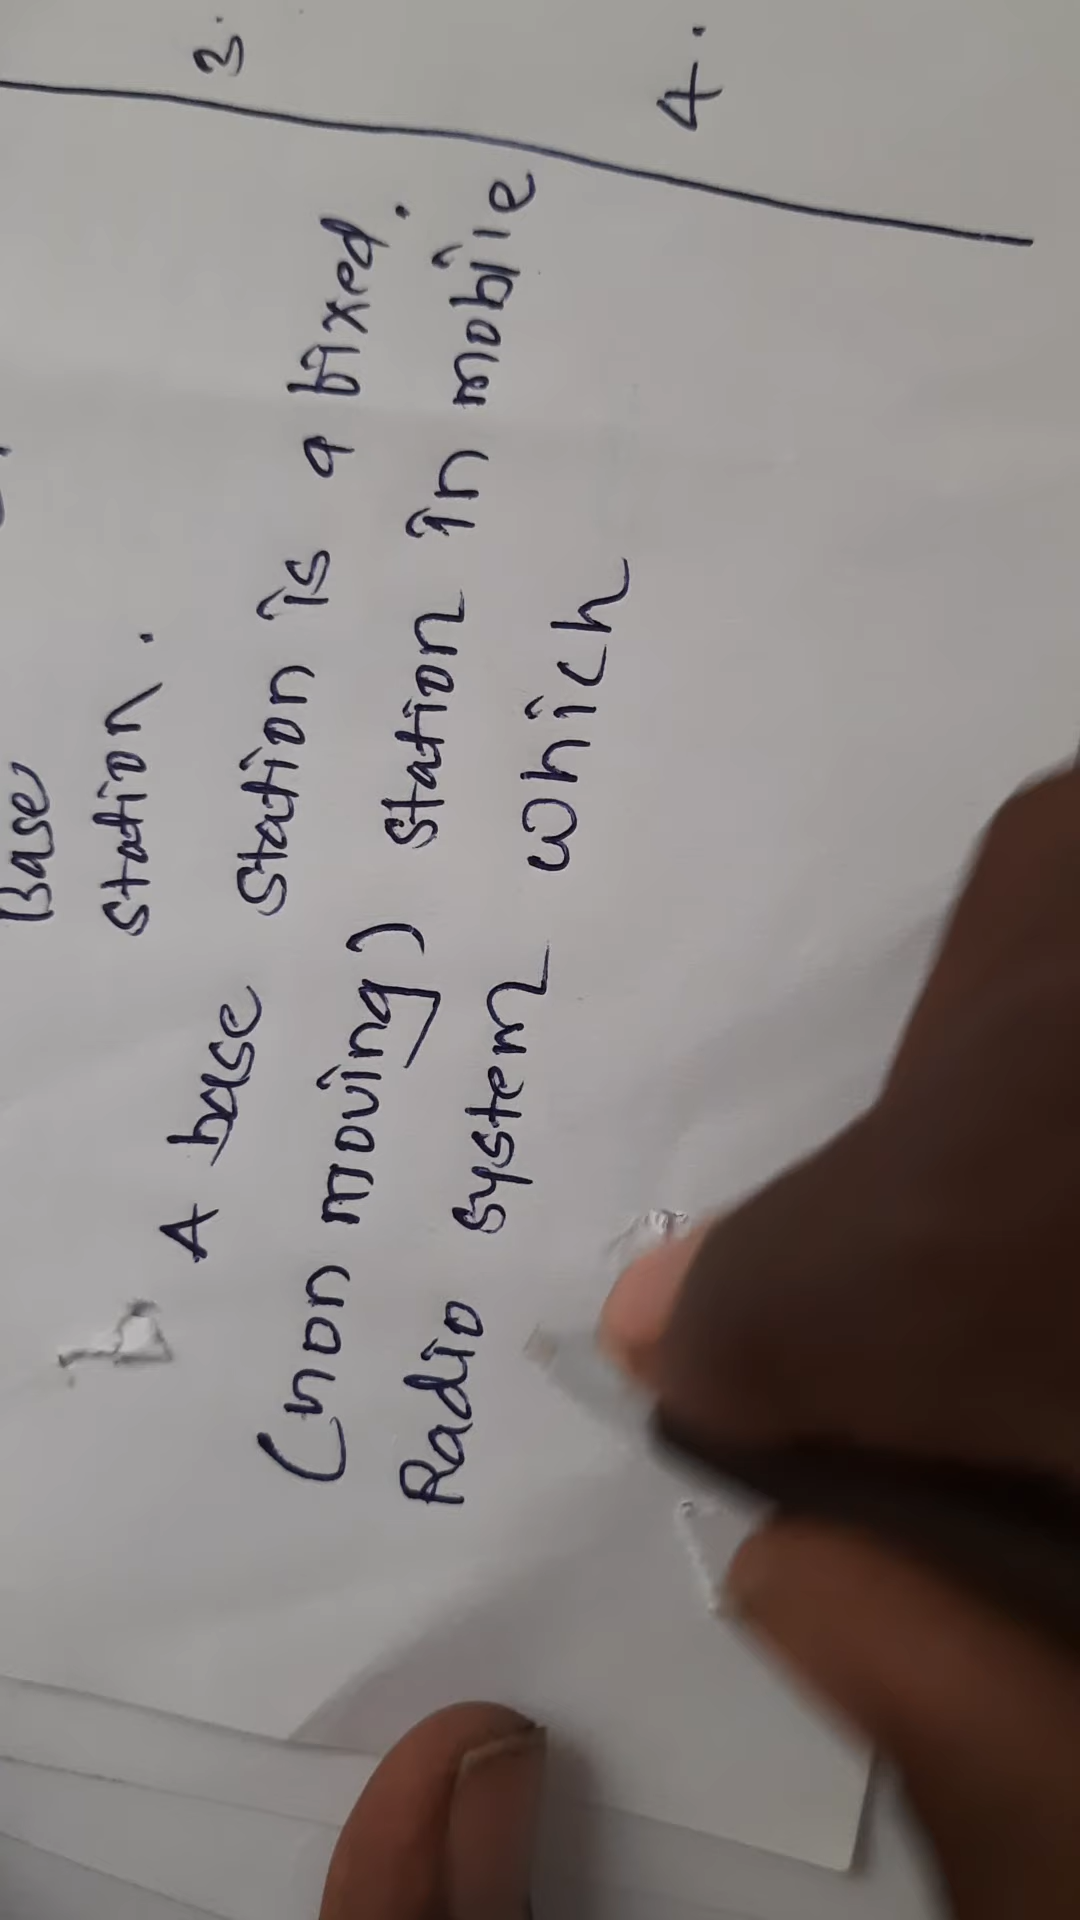 Base
station.
A base station is a fixed.
(non moving) station in mobile
Radio system which
3.
4.